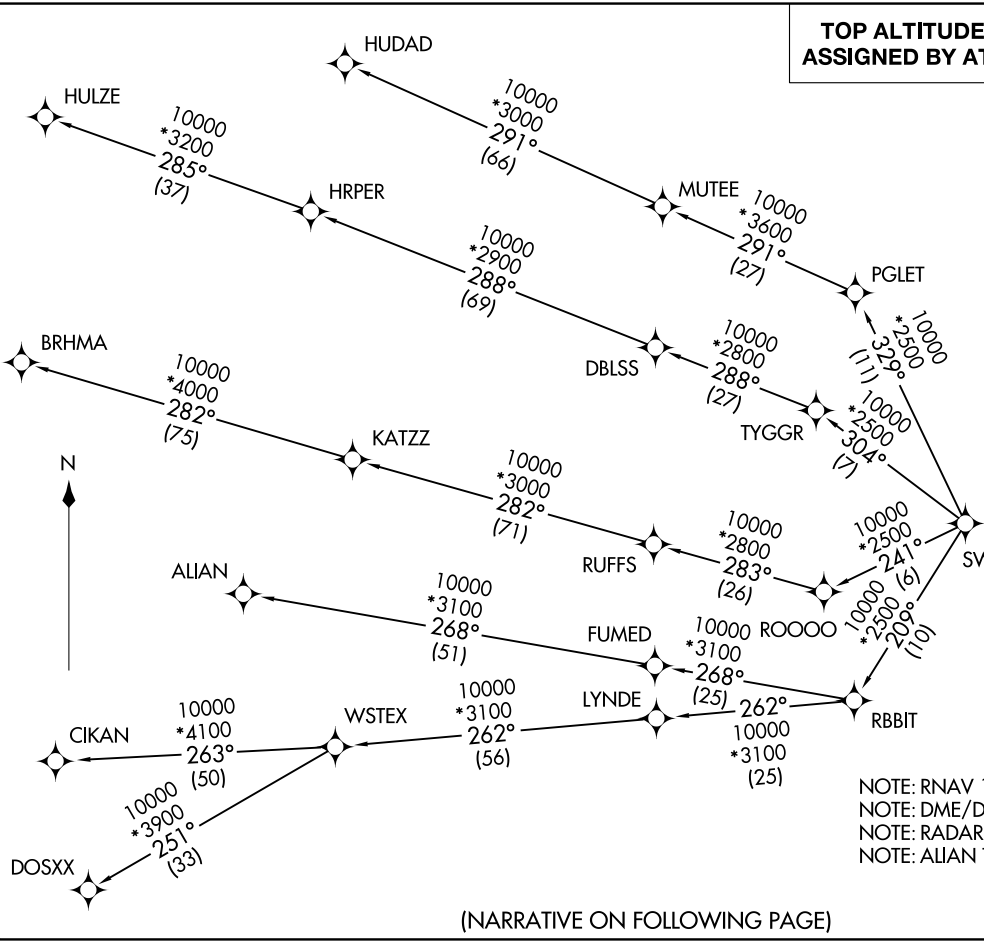 TOP ALTITUDE
ASSIGNED BY AT
HUDAD
HULZE
10000
*3000
291°
(66)
10000
*3200
285°
(37)
HRPER
MUTEE
10000
*3600
291°
(27)
PGLET
10000
*2900
288°
(69)
10000
*2500
329°
(11)
BRHMA
DBLSS
10000
*2800
288°
(27)
10000
*4000
282°
(75)
TYGGR
10000
*2500
304°
(7)
KATZZ
N
10000
*3000
282°
(71)
10000
*2500
241°
(6)
SV
RUFFS
10000
*2800
283°
(26)
ROOOO
10000
*2500
209°
(10)
ALIAN
10000
*3100
268°
(51)
FUMED
10000
*3100
268°
(25)
RBBIT
LYNDE
262°
10000
*3100
(25)
WSTEX
10000
*3100
262°
(56)
CIKAN
10000
*4100
263°
(50)
10000
*3900
251°
(33)
DOSXX
NOTE: RNAV 1
NOTE: DME/D
NOTE: RADAR
NOTE: ALIAN T
(NARRATIVE ON FOLLOWING PAGE)